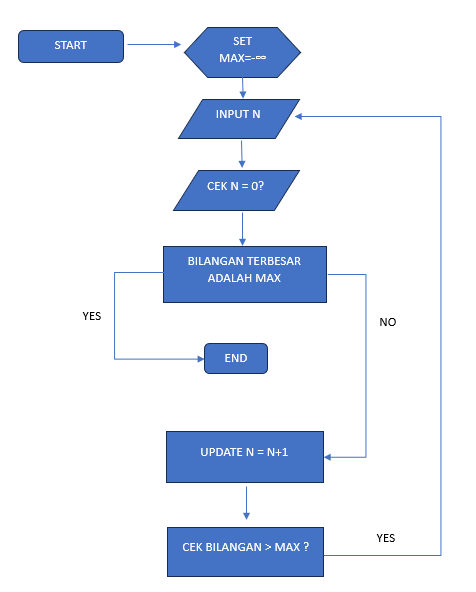 START
SET
MAX=-∞
INPUT N
CEK N = 0?
BILANGAN TERBESAR
ADALAH MAX
YES
NO
END
UPDATE N = N+1
CEK BILANGAN > MAX ?
YES